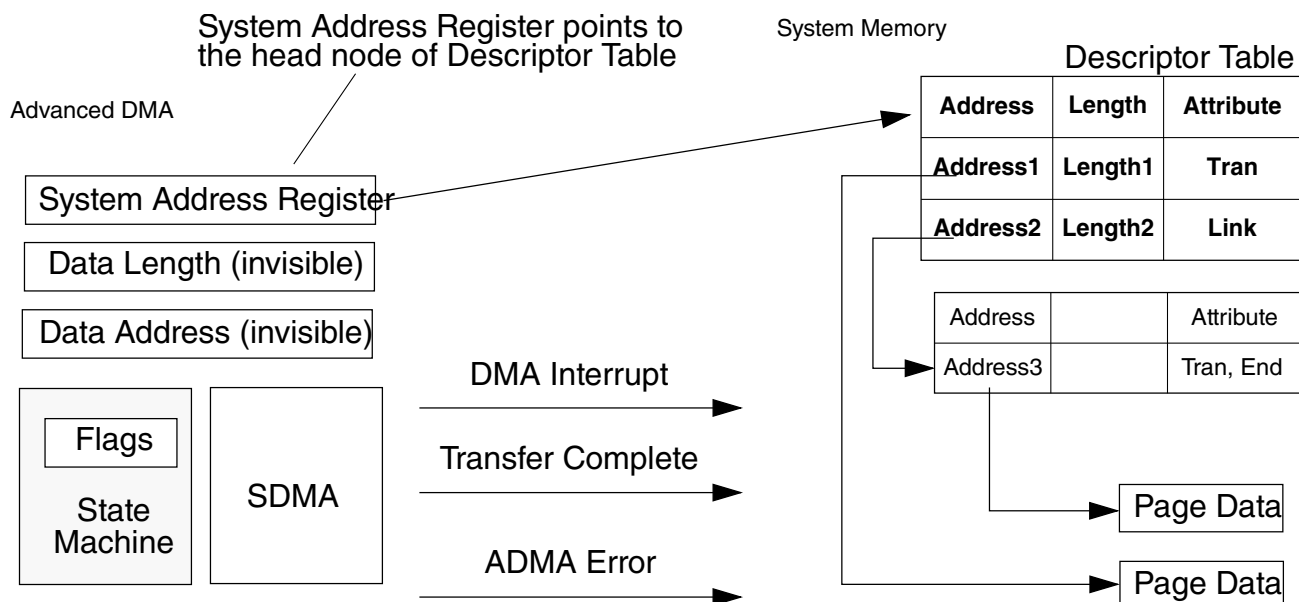 System Address Register points to
the head node of Descriptor Table
System Memory
Descriptor Table
Advanced DMA
Address Length Attribute
Address1 Length1 Tran
Address2 Length2 Link
System Address Register
Data Length (invisible)
Data Address (invisible)
Address Attribute
Address3 Tran, End
DMA Interrupt
Flags
State
Machine
SDMA
Transfer Complete
ADMA Error
Page Data
Page Data